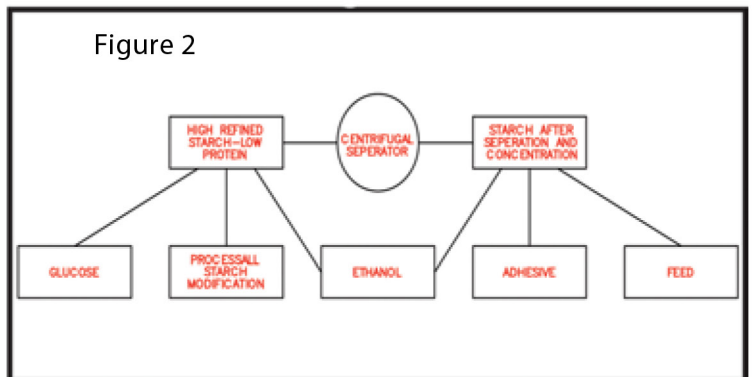 Figure 2
HIGH REFINED
STARCH-LOW
PROTEIN
CENTRIFUGAL
SEPERATOR
STARCH AFTER
SEPERATION AND
CONCENTRATION
GLUCOSE
PROCESSALL
STARCH
MODIFICATION
ETHANOL
ADHESIVE
FEED